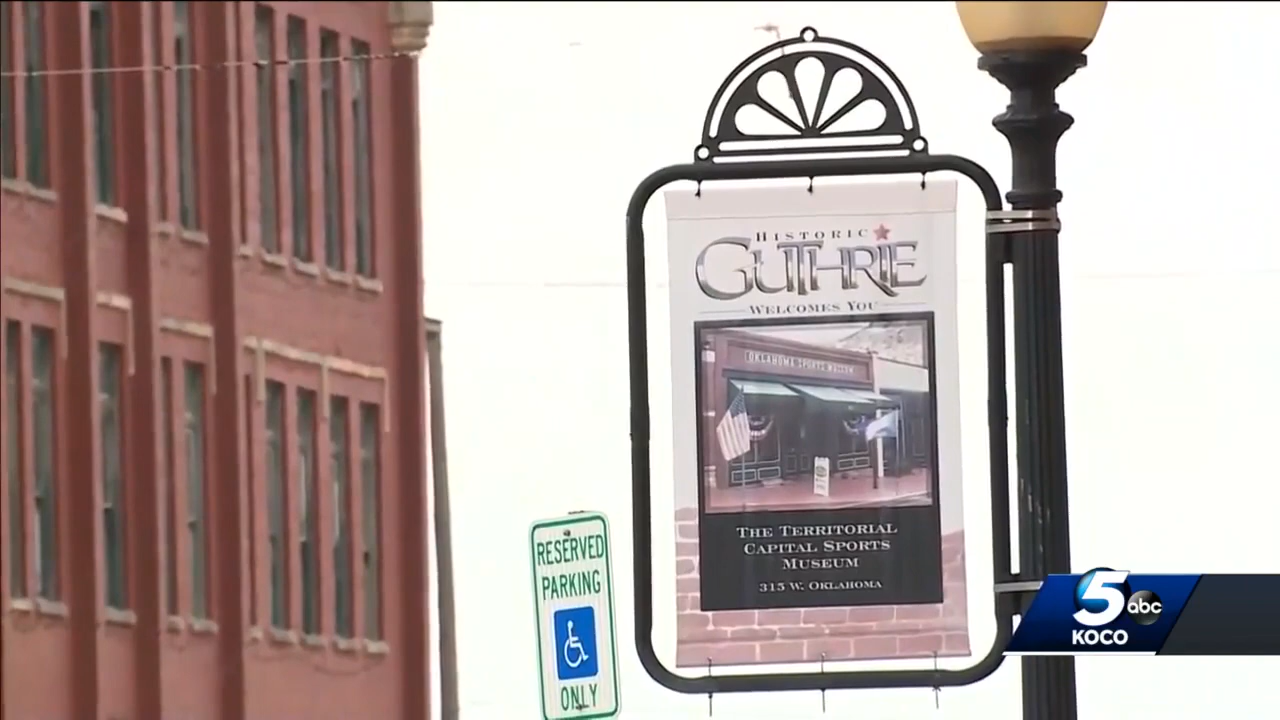 HISTORIC
GUTHRIE
WELCOMES YOU
OKLAHOMA SPORTS MUSEUM
THE TERRITORIAL
CAPITAL SPORTS
MUSEUM
315 W. OKLAHOMA
RESERVED
PARKING
ONLY
5 abc
KOCO